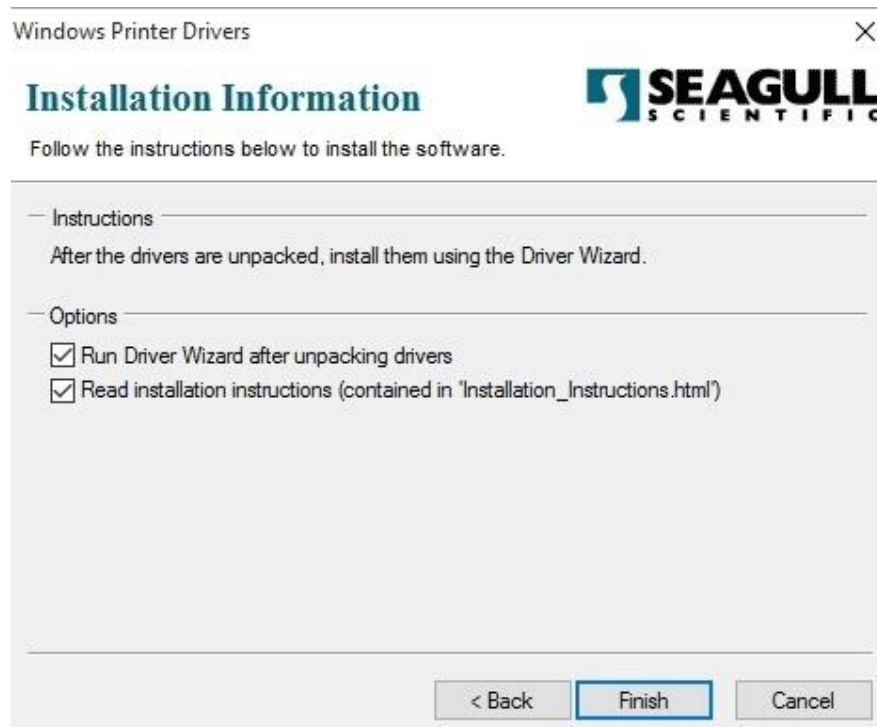 Windows Printer Drivers
Installation Information
SEAGULL
SCIENTIFIC
Follow the instructions below to install the software.
Instructions
After the drivers are unpacked, install them using the Driver Wizard.
Options
Run Driver Wizard after unpacking drivers
Read installation instructions (contained in 'Installation_Instructions.html')
< Back Finish Cancel